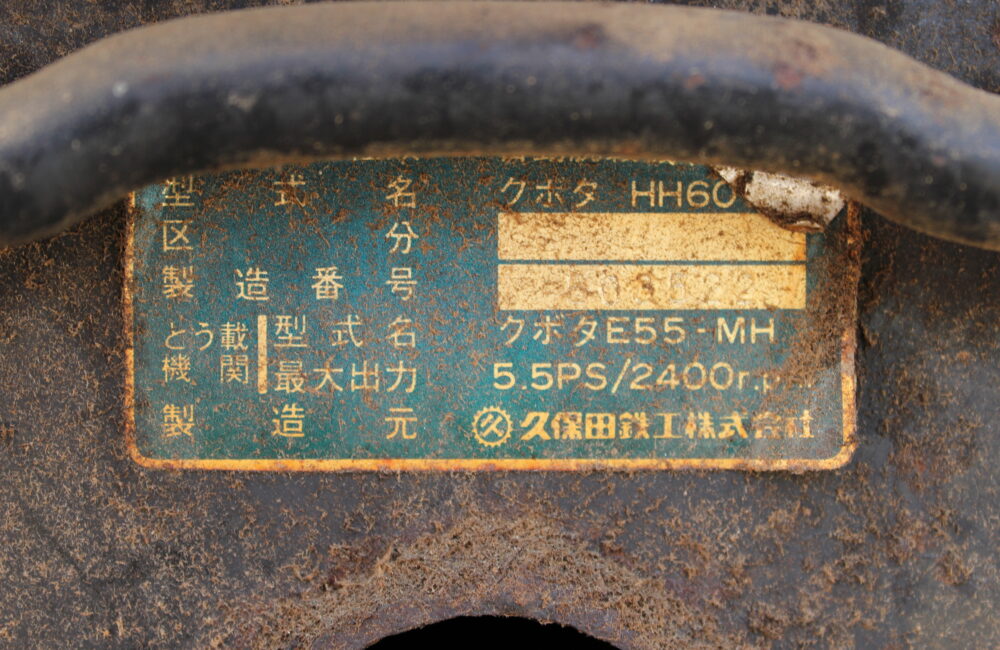 型式名 クボタ HH60
区分
製造番号
とう載機関 型式名 クボタE55-MH
最大出力 5.5PS/2400r.p.m
製造元 久保田鉄工株式会社